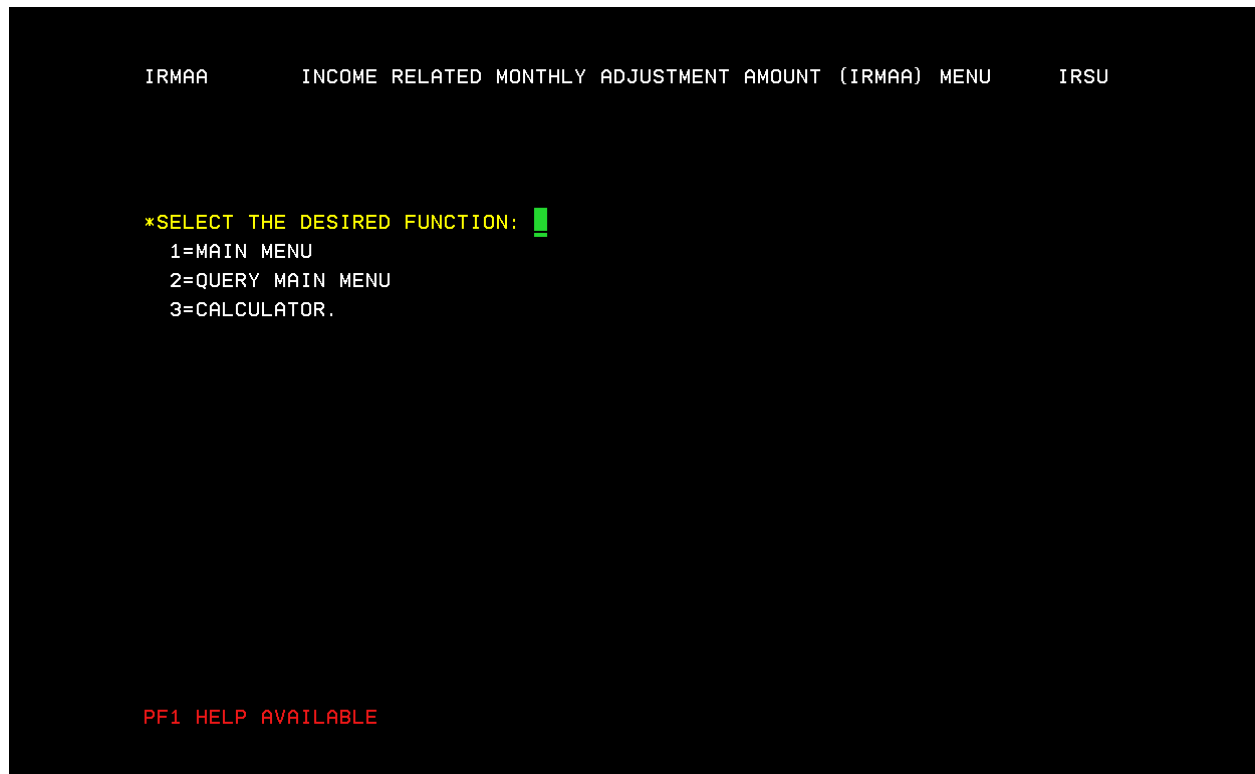 IRMAA INCOME RELATED MONTHLY ADJUSTMENT AMOUNT (IRMAA) MENU IRSU
*SELECT THE DESIRED FUNCTION:
1=MAIN MENU
2=QUERY MAIN MENU
3=CALCULATOR.
PF1 HELP AVAILABLE